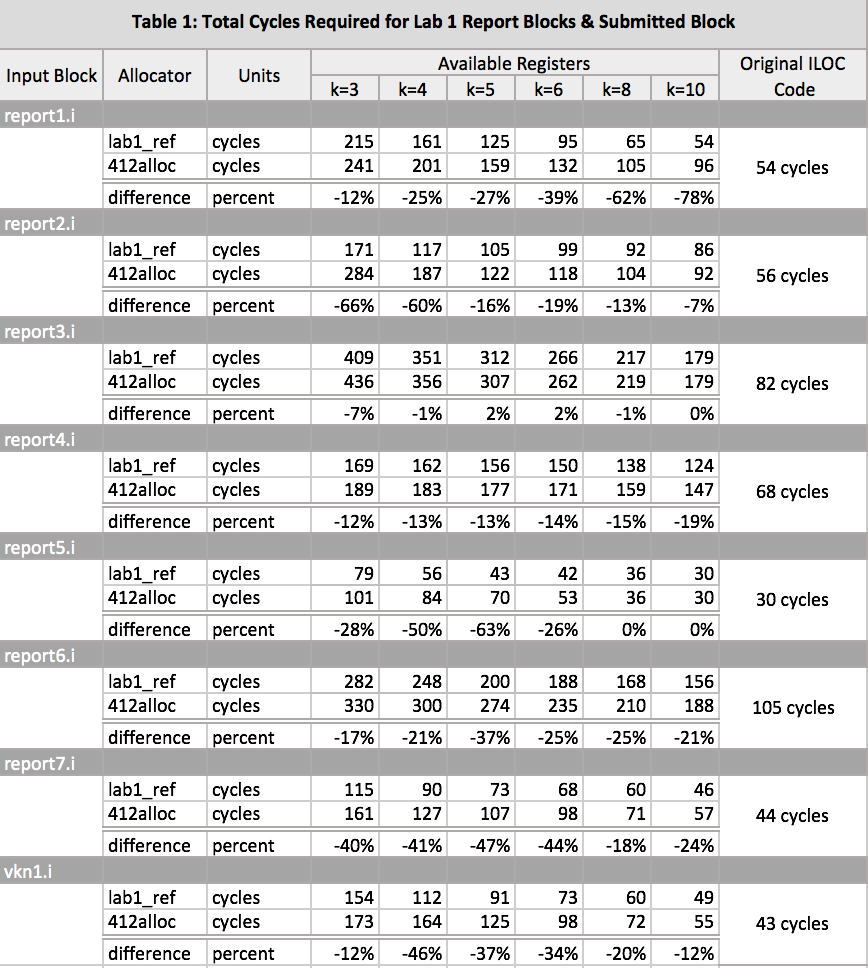 Table 1: Total Cycles Required for Lab 1 Report Blocks & Submitted Block
Input Block Allocator Units Available Registers Original ILOC Code
k=3 k=4 k=5 k=6 k=8 k=10
report1.i
lab1_ref cycles 215 161 125 95 65 54
412alloc cycles 241 201 159 132 105 96
54 cycles
difference percent -12% -25% -27% -39% -62% -78%
report2.i
lab1_ref cycles 171 117 105 99 92 86
412alloc cycles 284 187 122 118 104 92
56 cycles
difference percent -66% -60% -16% -19% -13% -7%
report3.i
lab1_ref cycles 409 351 312 266 217 179
412alloc cycles 436 356 307 262 219 179
82 cycles
difference percent -7% -1% 2% 2% -1% 0%
report4.i
lab1_ref cycles 169 162 156 150 138 124
412alloc cycles 189 183 177 171 159 147
68 cycles
difference percent -12% -13% -13% -14% -15% -19%
report5.i
lab1_ref cycles 79 56 43 42 36 30
412alloc cycles 101 84 70 53 36 30
30 cycles
difference percent -28% -50% -63% -26% 0% 0%
report6.i
lab1_ref cycles 282 248 200 188 168 156
412alloc cycles 330 300 274 235 210 188
105 cycles
difference percent -17% -21% -37% -25% -25% -21%
report7.i
lab1_ref cycles 115 90 73 68 60 46
412alloc cycles 161 127 107 98 71 57
44 cycles
difference percent -40% -41% -47% -44% -18% -24%
vkn1.i
lab1_ref cycles 154 112 91 73 60 49
412alloc cycles 173 164 125 98 72 55
43 cycles
difference percent -12% -46% -37% -34% -20% -12%